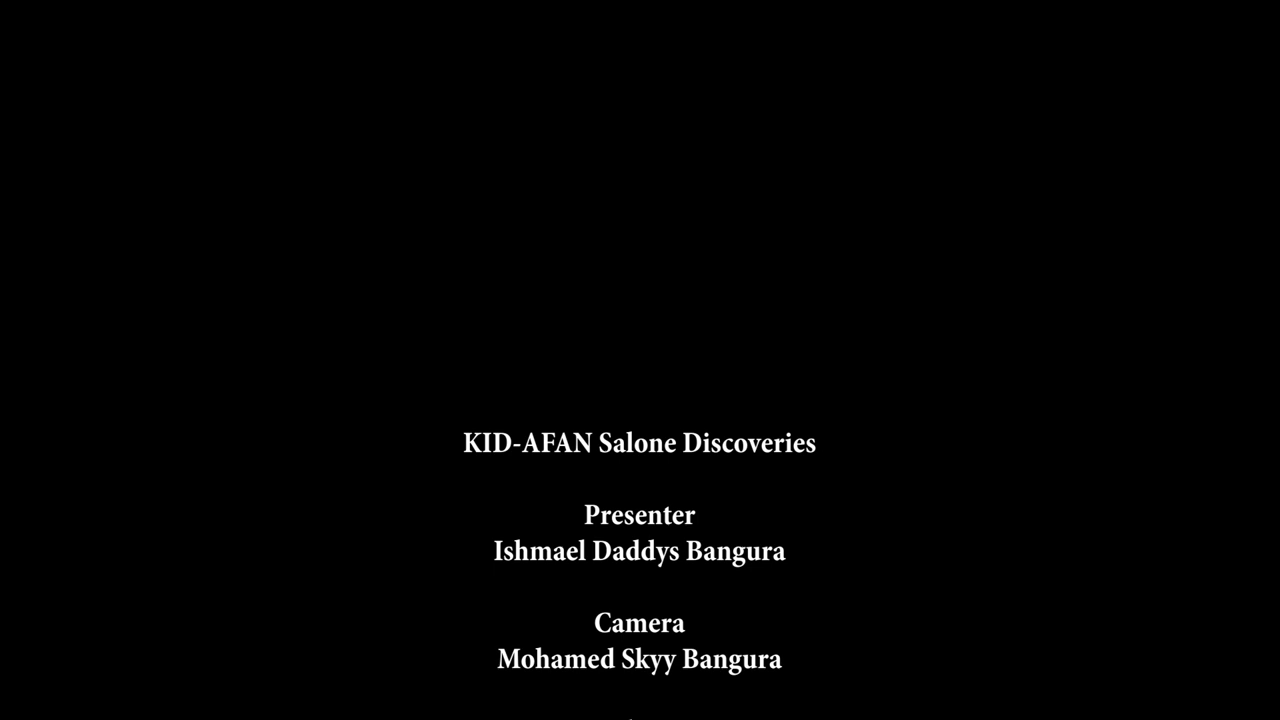 KID-AFAN Salone Discoveries
Presenter
Ishmael Daddys Bangura
Camera
Mohamed Skyy Bangura